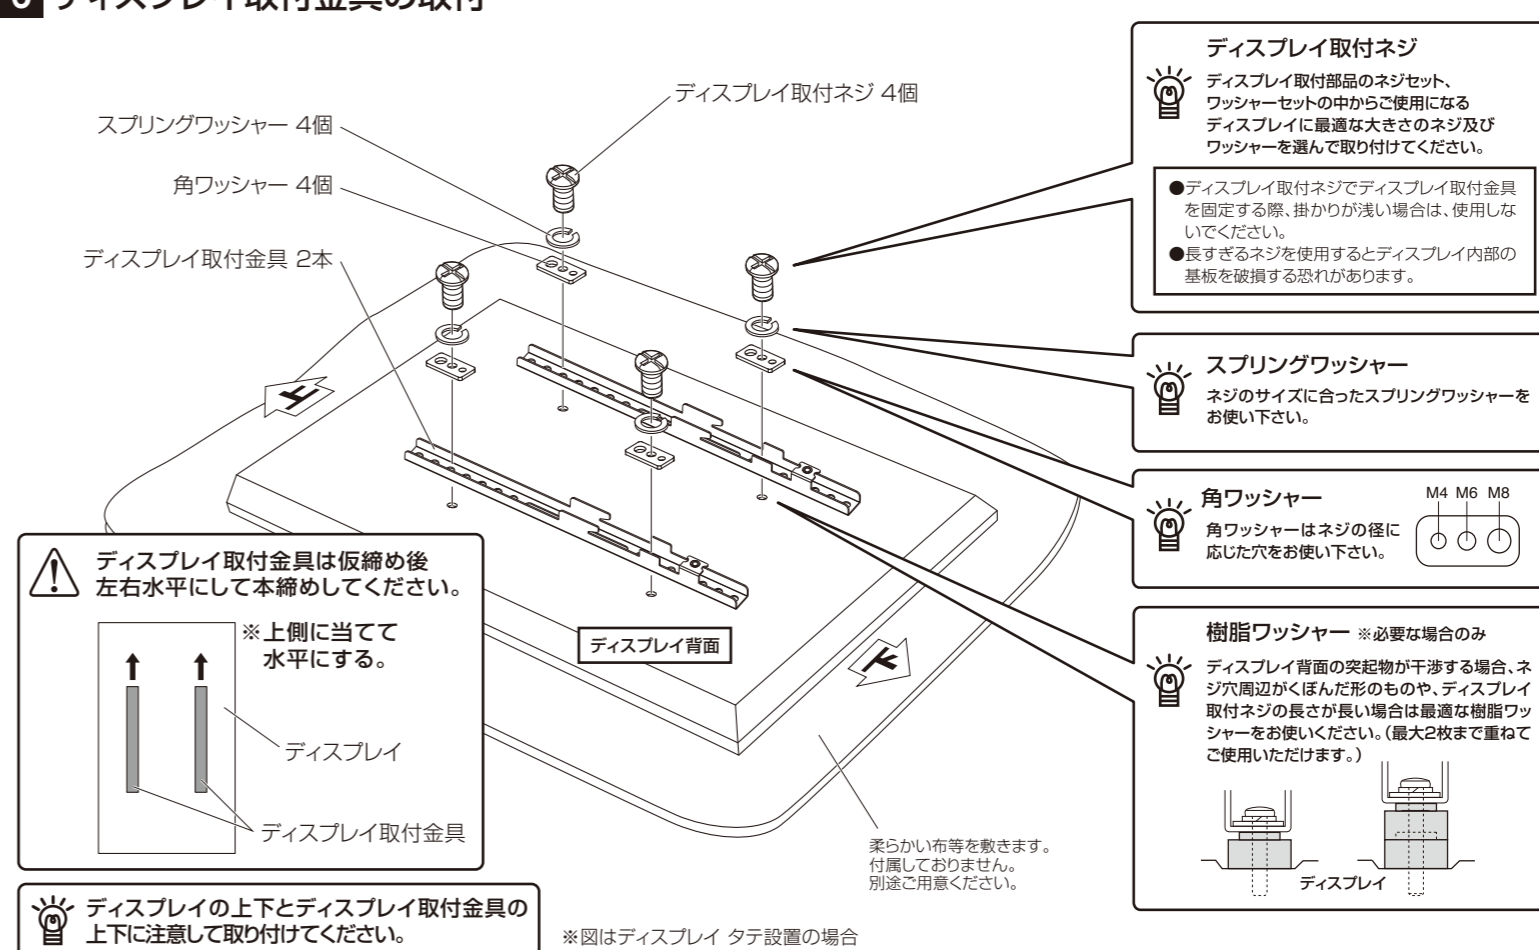 ディスプレイ取付金具の取付
ディスプレイ取付ネジ 4個
スプリングワッシャー 4個
角ワッシャー 4個
ディスプレイ取付金具 2本
上
下
ディスプレイ背面
ディスプレイ取付金具は仮締め後
左右水平にして本締めしてください。
※上側に当てて
水平にする。
ディスプレイ
ディスプレイ取付金具
ディスプレイの上下とディスプレイ取付金具の
上下に注意して取り付けてください。
柔らかい布等を敷きます。
付属しておりません。
別途ご用意ください。
※図はディスプレイ タテ設置の場合
ディスプレイ取付ネジ
ディスプレイ取付部品のネジセット、
ワッシャーセットの中からご使用になる
ディスプレイに最適な大きさのネジ及び
ワッシャーを選んで取り付けてください。
●ディスプレイ取付ネジでディスプレイ取付金具
を固定する際、掛かりが浅い場合は、使用しな
いでください。
●長すぎるネジを使用するとディスプレイ内部の
基板を破損する恐れがあります。
スプリングワッシャー
ネジのサイズに合ったスプリングワッシャーを
お使い下さい。
角ワッシャー
角ワッシャーはネジの径に
応じた穴をお使い下さい。
M4 M6 M8
樹脂ワッシャー ※必要な場合のみ
ディスプレイ背面の突起物が干渉する場合、ネ
ジ穴周辺がくぼんだ形のものや、ディスプレイ
取付ネジの長さが長い場合は最適な樹脂ワッ
シャーをお使いください。(最大2枚まで重ねて
ご使用いただけます。)
ディスプレイ